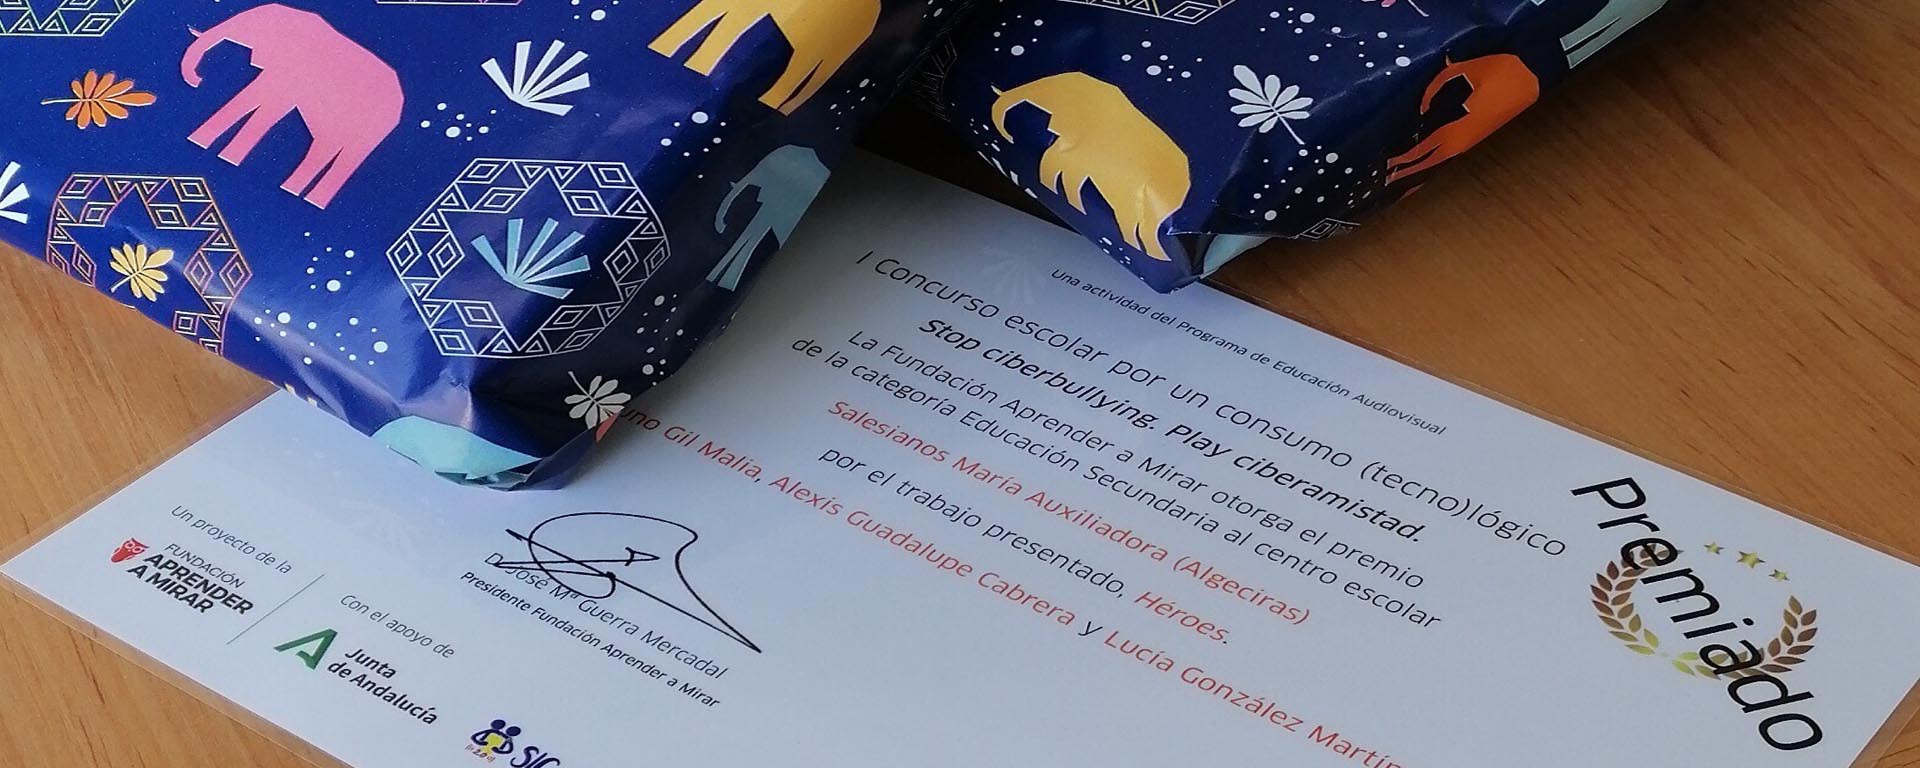 Una actividad del Programa de Educación Audiovisual
I Concurso escolar por un consumo (tecno)lógico
Stop ciberbullying. Play ciberamistad.
La Fundación Aprender a Mirar otorga el premio
de la categoría Educación Secundaria al centro escolar
Salesianos María Auxiliadora (Algeciras)
por el trabajo presentado, Héroes.
Gil Malia, Alexis Guadalupe Cabrera y Lucía González
Premiado
D. José Mª Guerra Mercadal
Presidente Fundación Aprender a Mirar
Un proyecto de la
FUNDACIÓN
APRENDER
A MIRAR
Con el apoyo de
Junta
de Andalucía